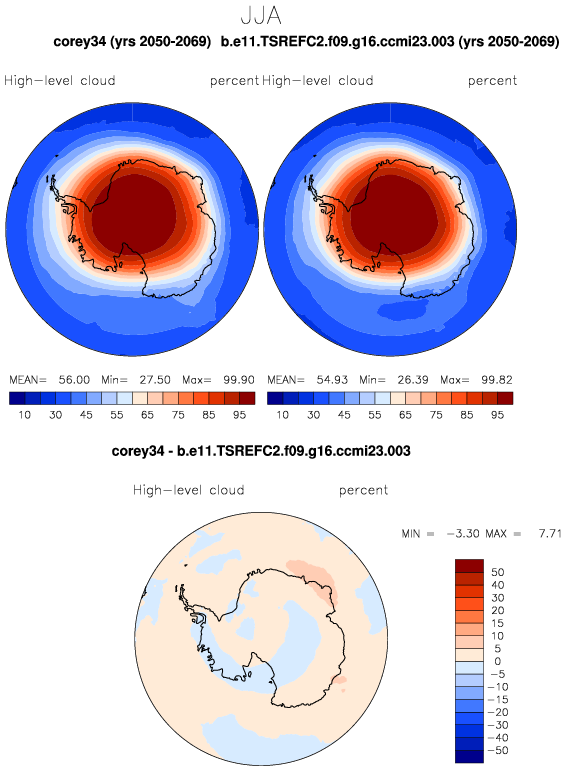 JJA
corey34 (yrs 2050-2069) b.e11.TSREFC2.f09.g16.ccmi23.003 (yrs 2050-2069)
High-level cloud percent High-level cloud percent
MEAN= 56.00 Min= 27.50 Max= 99.90 MEAN= 54.93 Min= 26.39 Max= 99.82
10 30 45 55 65 75 85 95 10 30 45 55 65 75 85 95
corey34 - b.e11.TSREFC2.f09.g16.ccmi23.003
High-level cloud percent
MIN = -3.30 MAX = 7.71
50
40
30
20
15
10
5
0
-5
-10
-15
-20
-30
-40
-50